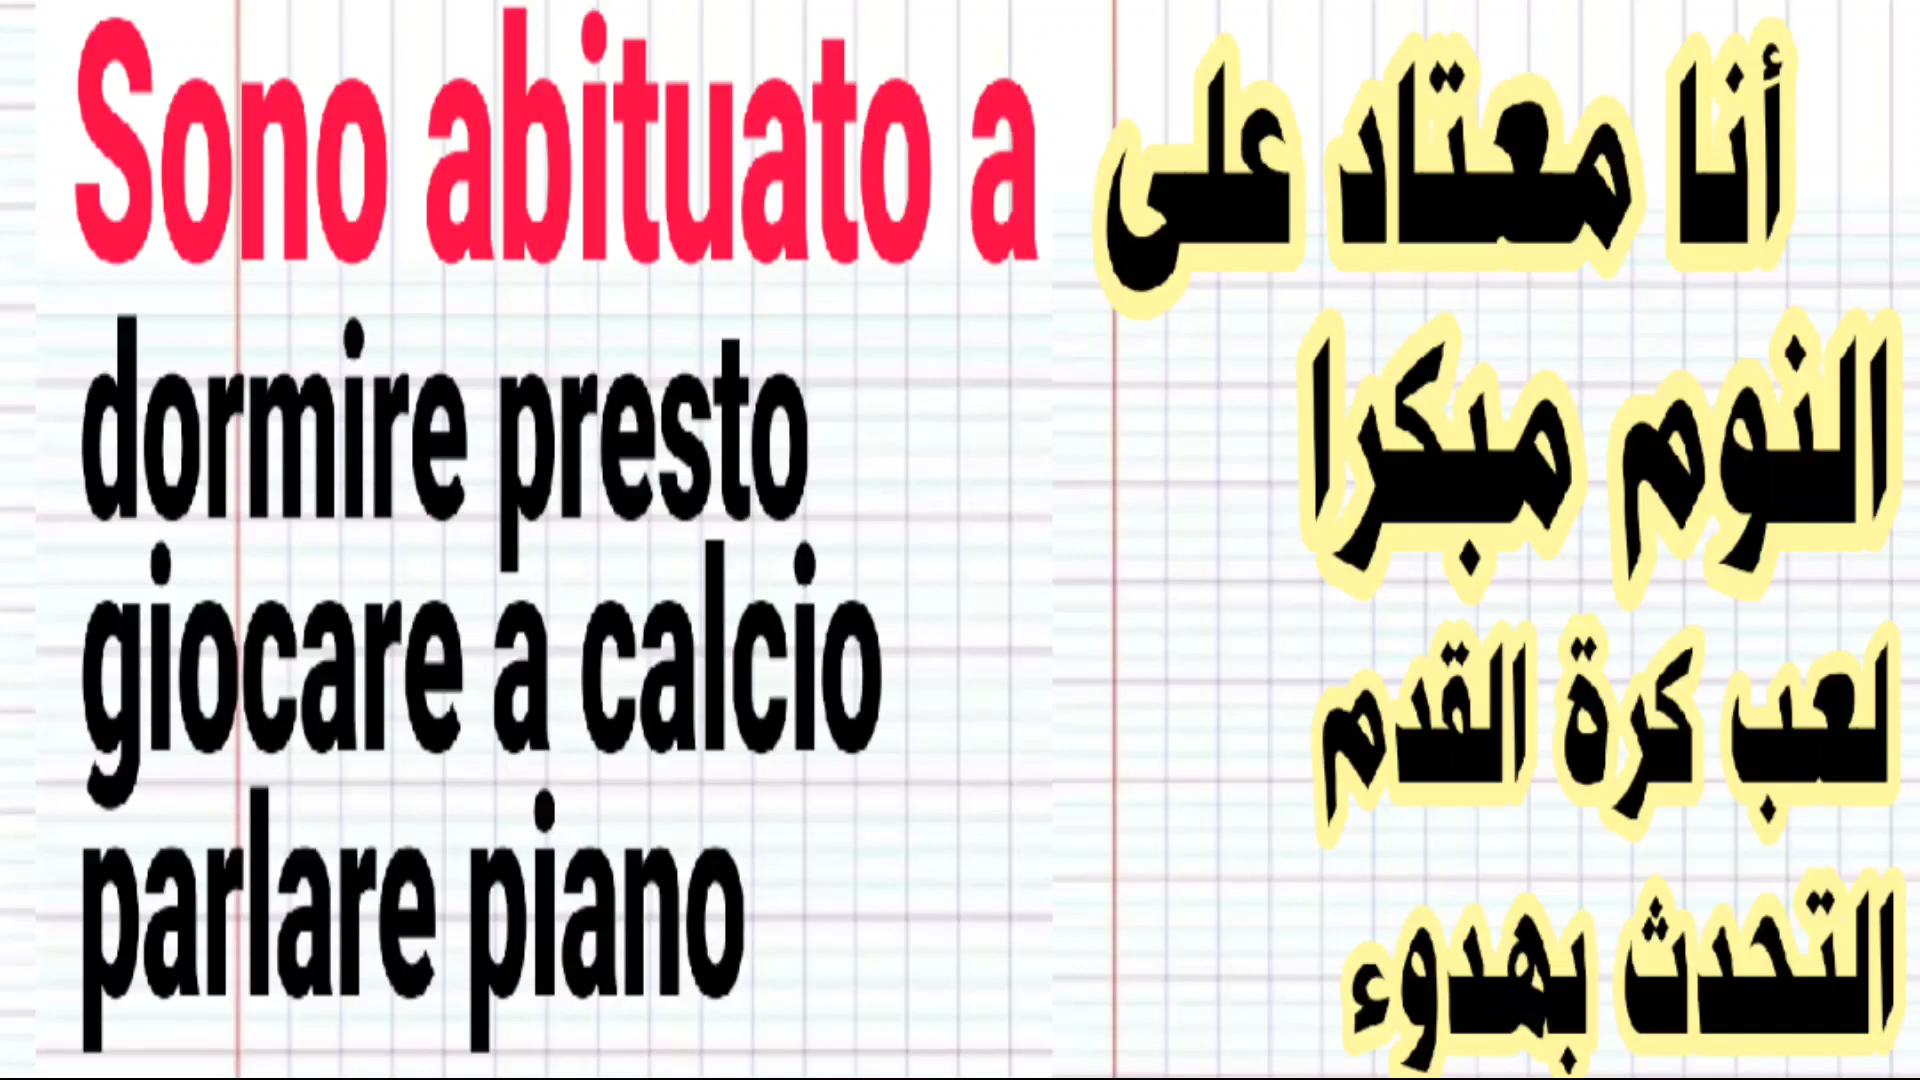 Sono abituato a
dormire presto
giocare a calcio
parlare piano
أنا معتاد على
النوم مبكرا
لعب كرة القدم
التحدث بهدوء